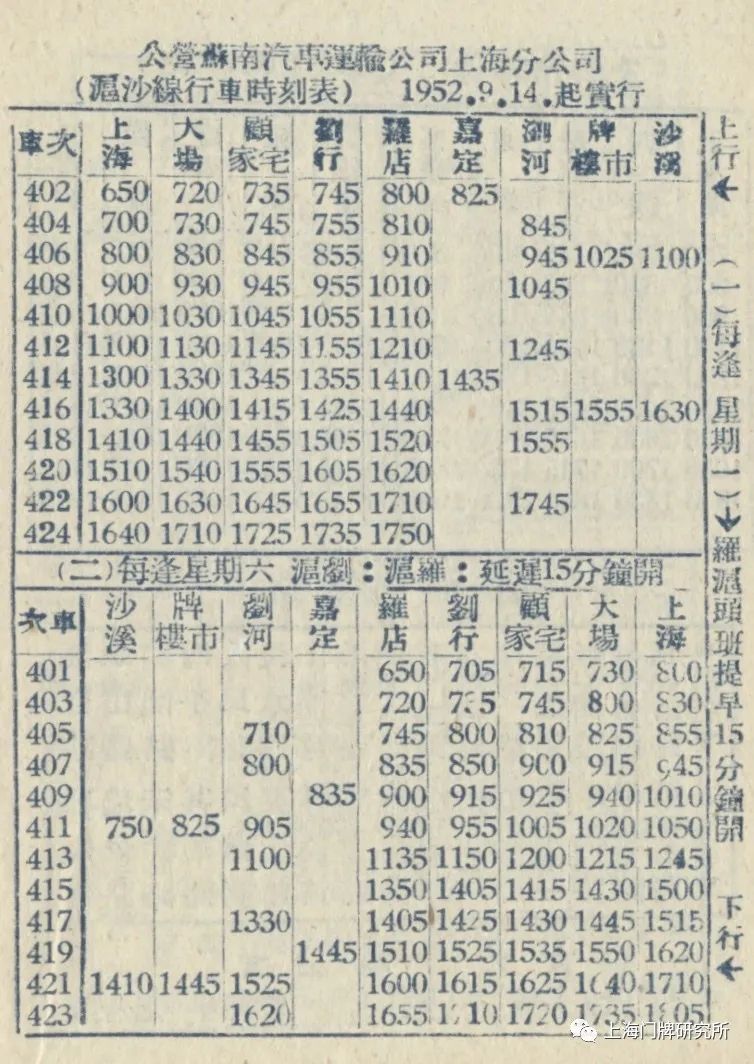 公營蘇南汽車運輸公司上海分公司
(滬沙線行車時刻表) 1952.9.14.起實行
車次 上海 大場 顧家宅 劉行 羅店 嘉定 瀏河 牌樓市 沙溪
402 650 720 735 745 800 825
404 700 730 745 755 810 845
406 800 830 845 855 910 945 1025 1100
408 900 930 945 955 1010 1045
410 1000 1030 1045 1055 1110
412 1100 1130 1145 1155 1210 1245
414 1300 1330 1345 1355 1410 1435
416 1330 1400 1415 1425 1440 1515 1555 1630
418 1410 1440 1455 1505 1520 1555
420 1510 1540 1555 1605 1620
422 1600 1630 1645 1655 1710 1745
424 1640 1710 1725 1735 1750
(二)每逢星期六 滬劉:滬羅:延遲15分鐘開
車次 沙溪 牌樓市 瀏河 嘉定 羅店 劉行 顧家宅 大場 上海
401 650 705 715 730 800
403 720 735 745 800 830
405 710 745 800 810 825 855
407 800 835 850 900 915 945
409 835 900 915 925 940 1010
411 750 825 905 940 955 1005 1020 1050
413 1100 1135 1150 1200 1215 1245
415 1350 1405 1415 1430 1500
417 1330 1405 1425 1430 1445 1515
419 1445 1510 1525 1535 1550 1620
421 1410 1445 1525 1600 1615 1625 1640 1710
423 1620 1655 1710 1720 1735 1805
上行 (一)每逢星期一)羅滬頭班提早15分鐘開 下行
上海门牌研究所